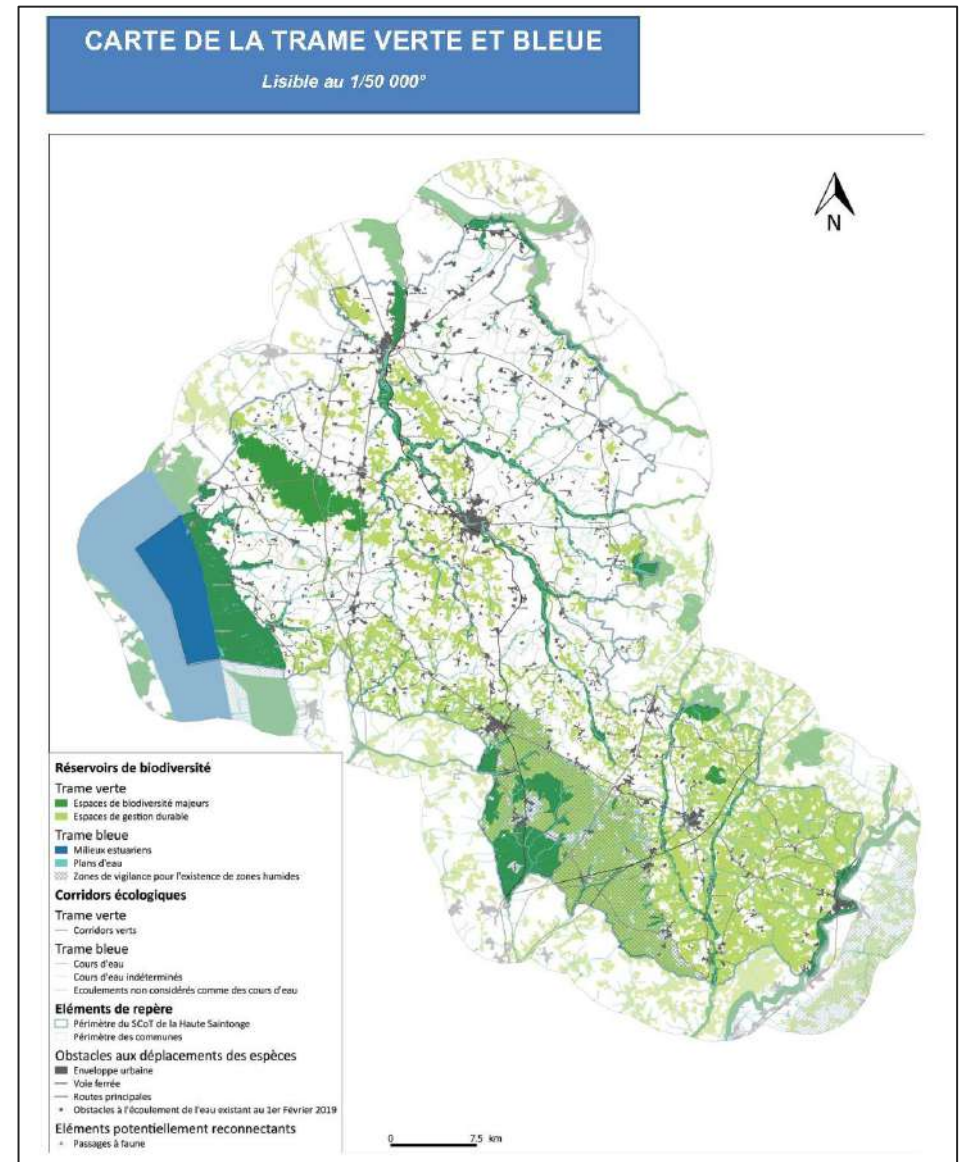 CARTE DE LA TRAME VERTE ET BLEUE
Lisible au 1/50 000°
N
Réservoirs de biodiversité
Trame verte
Espaces de biodiversité majeurs
Espaces de gestion durable
Trame bleue
Milieux estuariens
Plans d'eau
Zones de vigilance pour l'existence de zones humides
Corridors écologiques
Trame verte
Corridors verts
Trame bleue
Cours d'eau
Cours d'eau indéterminés
Ecoulements non considérés comme des cours d'eau
Eléments de repère
Périmètre du SCoT de la Haute Saintonge
Périmètre des communes
Obstacles aux déplacements des espèces
Enveloppe urbaine
Voie ferrée
Routes principales
Obstacles à l'écoulement de l'eau existant au 1er Février 2019
Eléments potentiellement reconnectants
Passages à faune
0 7,5 km